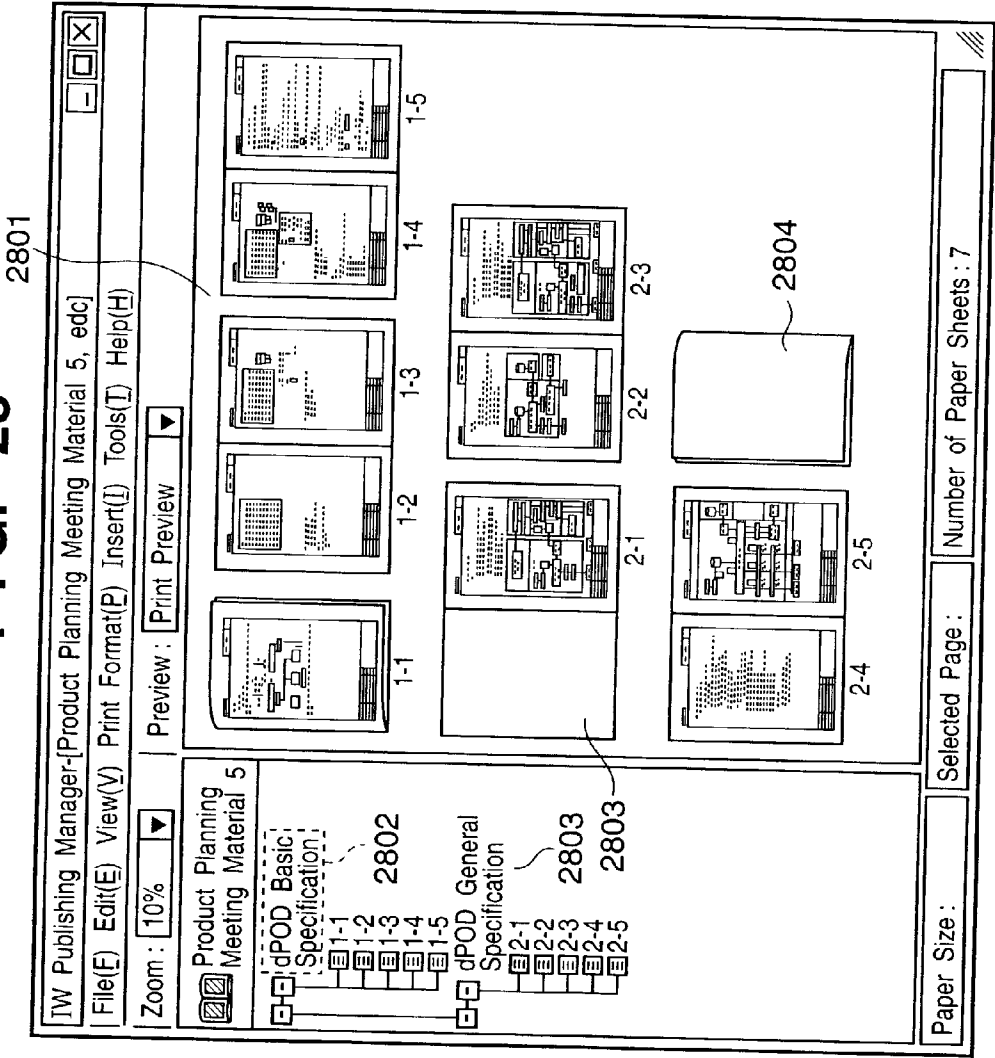 2801
IW Publishing Manager-[Product Planning Meeting Material 5, edc]
File(F) Edit(E) View(V) Print Format(P) Insert(I) Tools(T) Help(H)
Zoom : 10% Preview : Print Preview
Product Planning
Meeting Material 5
dPOD Basic
Specification
2802
1-1
1-2
1-3
1-4
1-5
dPOD General
Specification
2803
2-1
2-2
2-3
2-4
2-5
2803
1-1
1-2
1-3
1-4
1-5
2-1
2-2
2-3
2-4
2-5
2804
Paper Size :
Selected Page :
Number of Paper Sheets : 7